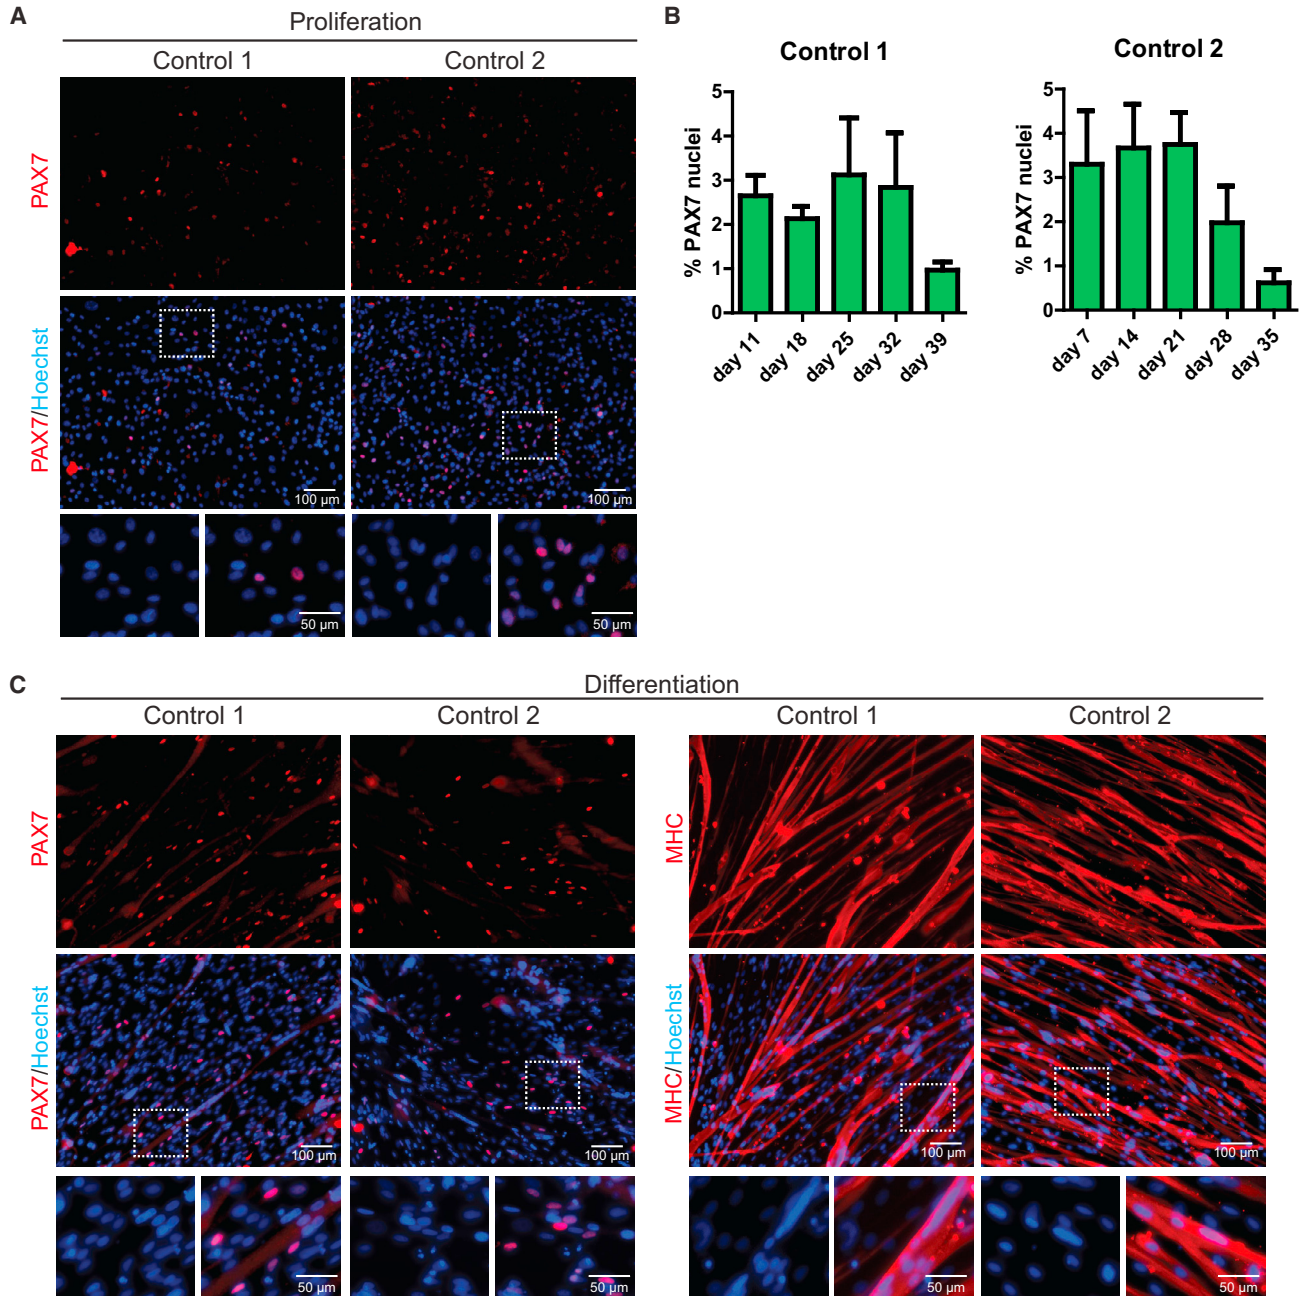 A
Proliferation
Control 1
Control 2
PAX7
PAX7/Hoechst
100 µm
100 µm
50 µm
50 µm
B
Control 1
% PAX7 nuclei
5
4
3
2
1
0
day 11
day 18
day 25
day 32
day 39
Control 2
% PAX7 nuclei
5
4
3
2
1
0
day 7
day 14
day 21
day 28
day 35
C
Differentiation
Control 1
Control 2
Control 1
Control 2
PAX7
MHC
PAX7/Hoechst
100 µm
100 µm
MHC/Hoechst
100 µm
100 µm
50 µm
50 µm
50 µm
50 µm